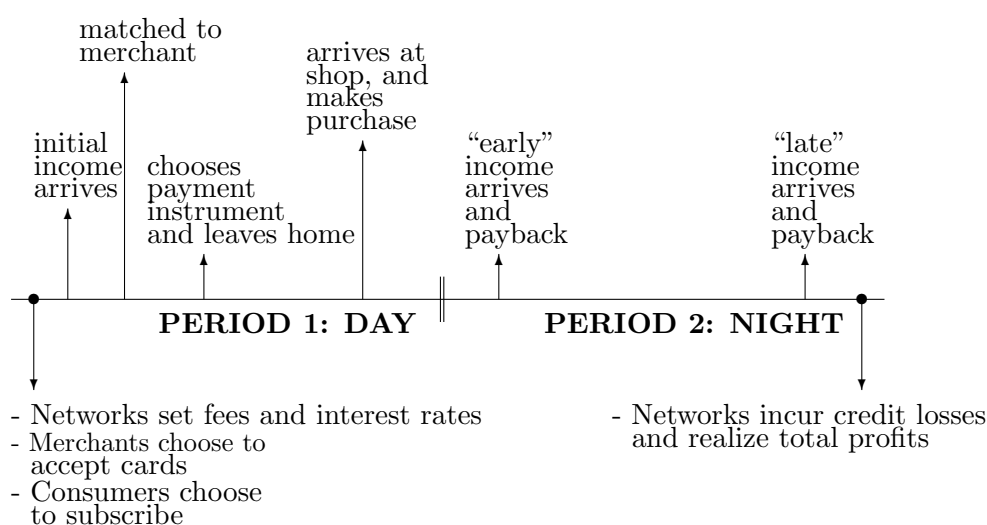 matched to
merchant
arrives at
shop, and
makes
purchase
initial
income
arrives
chooses
payment
instrument
and leaves home
“early”
income
arrives
and
payback
“late”
income
arrives
and
payback
PERIOD 1: DAY
PERIOD 2: NIGHT
- Networks set fees and interest rates
- Merchants choose to
accept cards
- Consumers choose
to subscribe
- Networks incur credit losses
and realize total profits